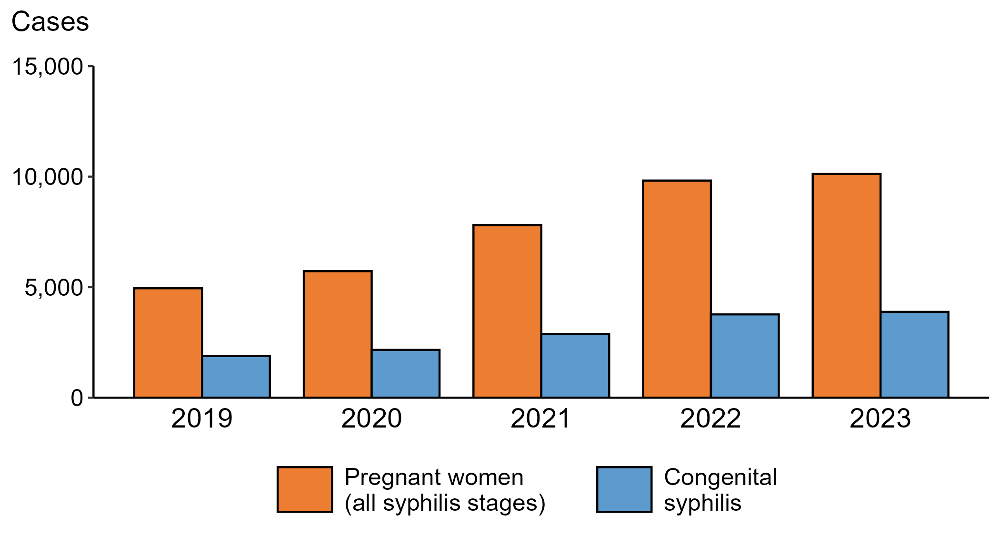 Cases
15,000
10,000
5,000
0
2019 2020 2021 2022 2023
Pregnant women
(all syphilis stages)
Congenital
syphilis